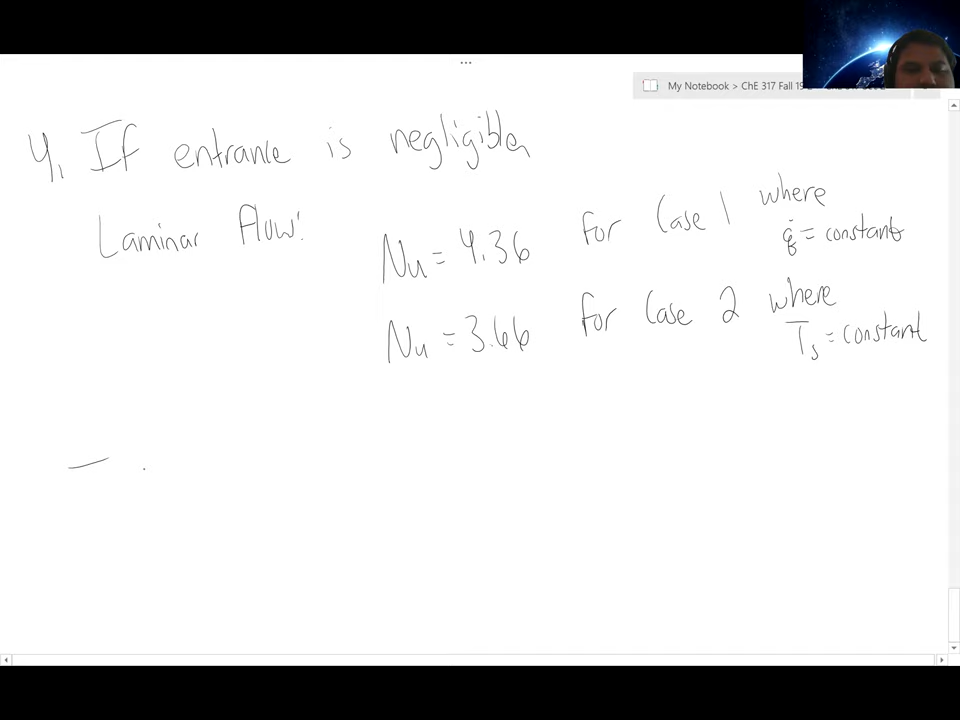 My Notebook > ChE 317 Fall 19
4. If entrance is negligible
Laminar flow:
Nu = 4.36 for Case 1 where
q̇ = constant
Nu = 3.66 for Case 2 where
Ts = constant